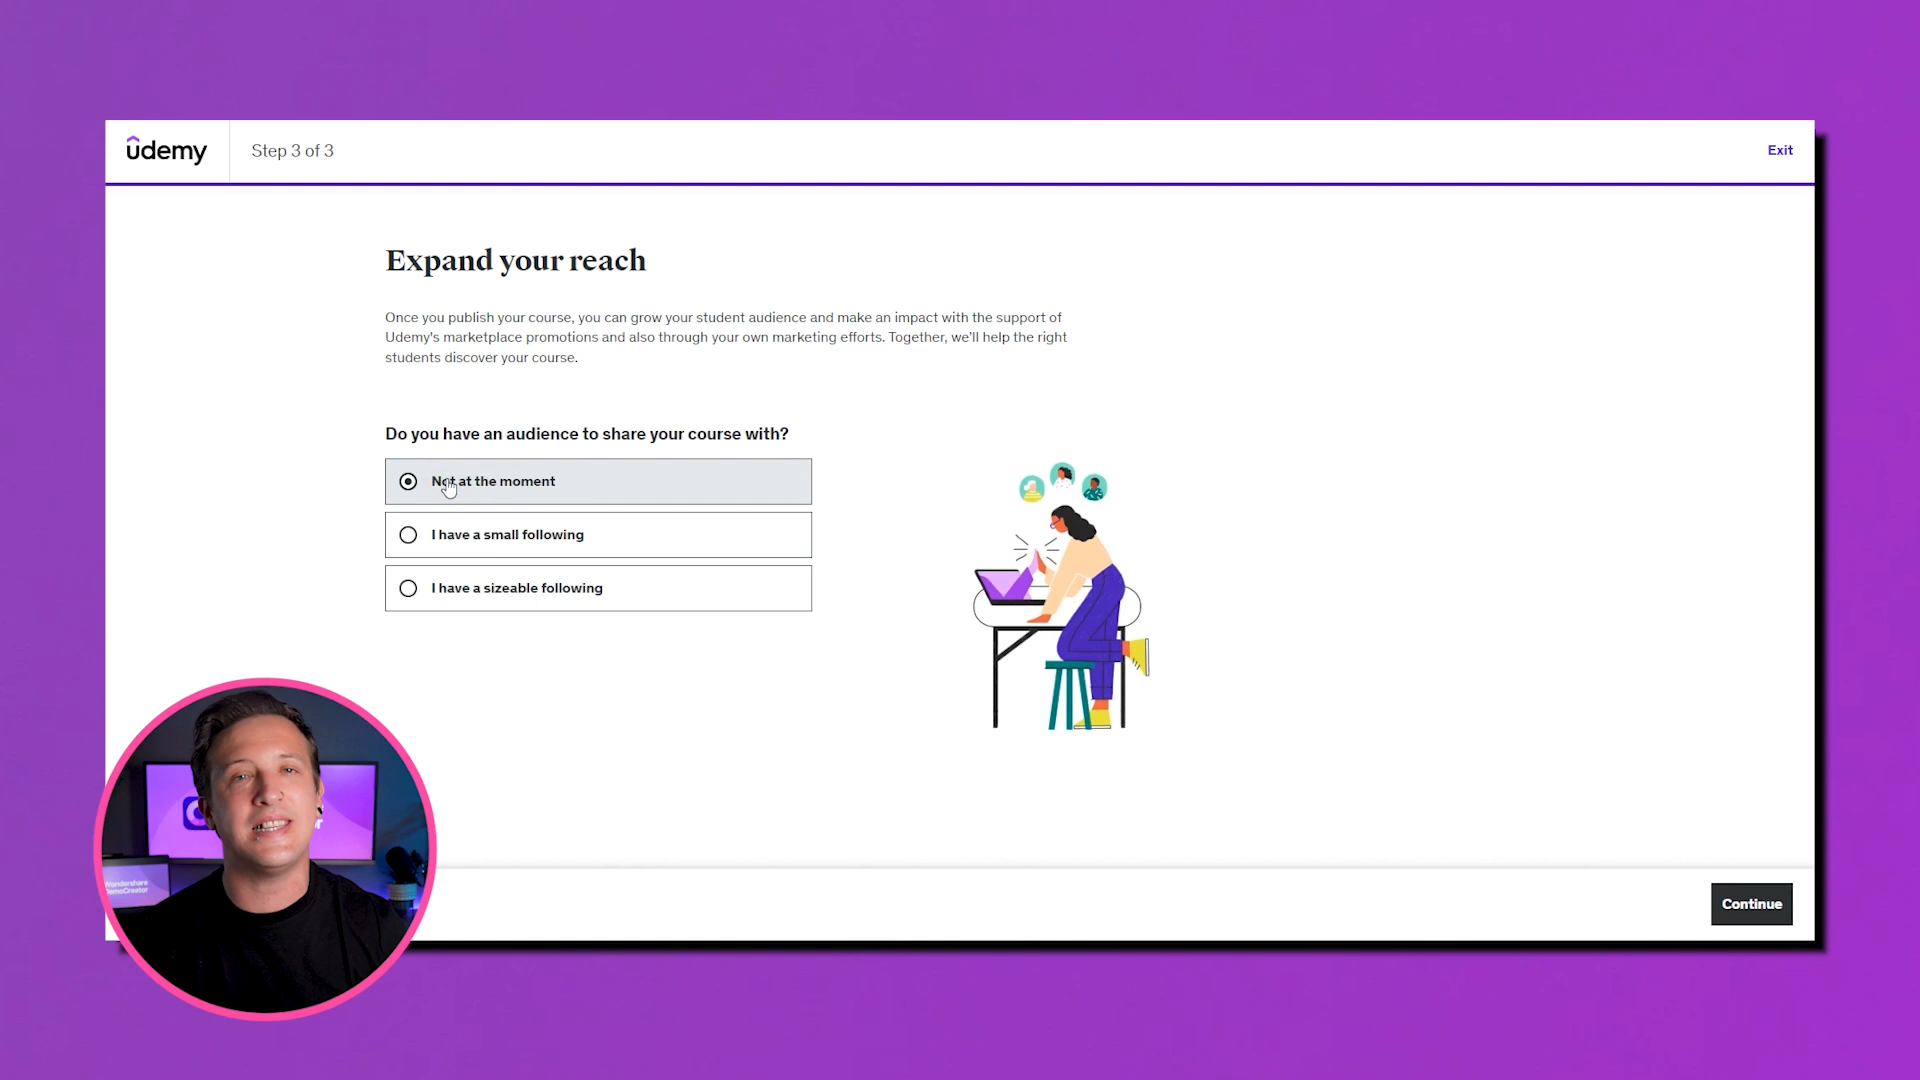 ûdemy
Step 3 of 3
Exit
Expand your reach
Once you publish your course, you can grow your student audience and make an impact with the support of
Udemy's marketplace promotions and also through your own marketing efforts. Together, we'll help the right
students discover your course.
Do you have an audience to share your course with?
Not at the moment
I have a small following
I have a sizeable following
Wondershare
DemoCreator
Continue